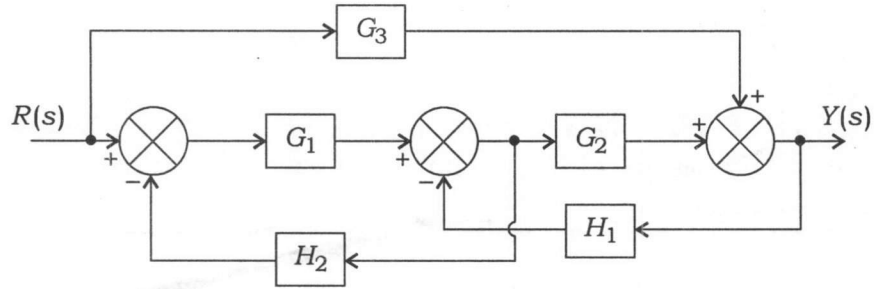 G3
+
R(s)
+
G1
+
+
G2
Y(s)
−
−
H2
H1